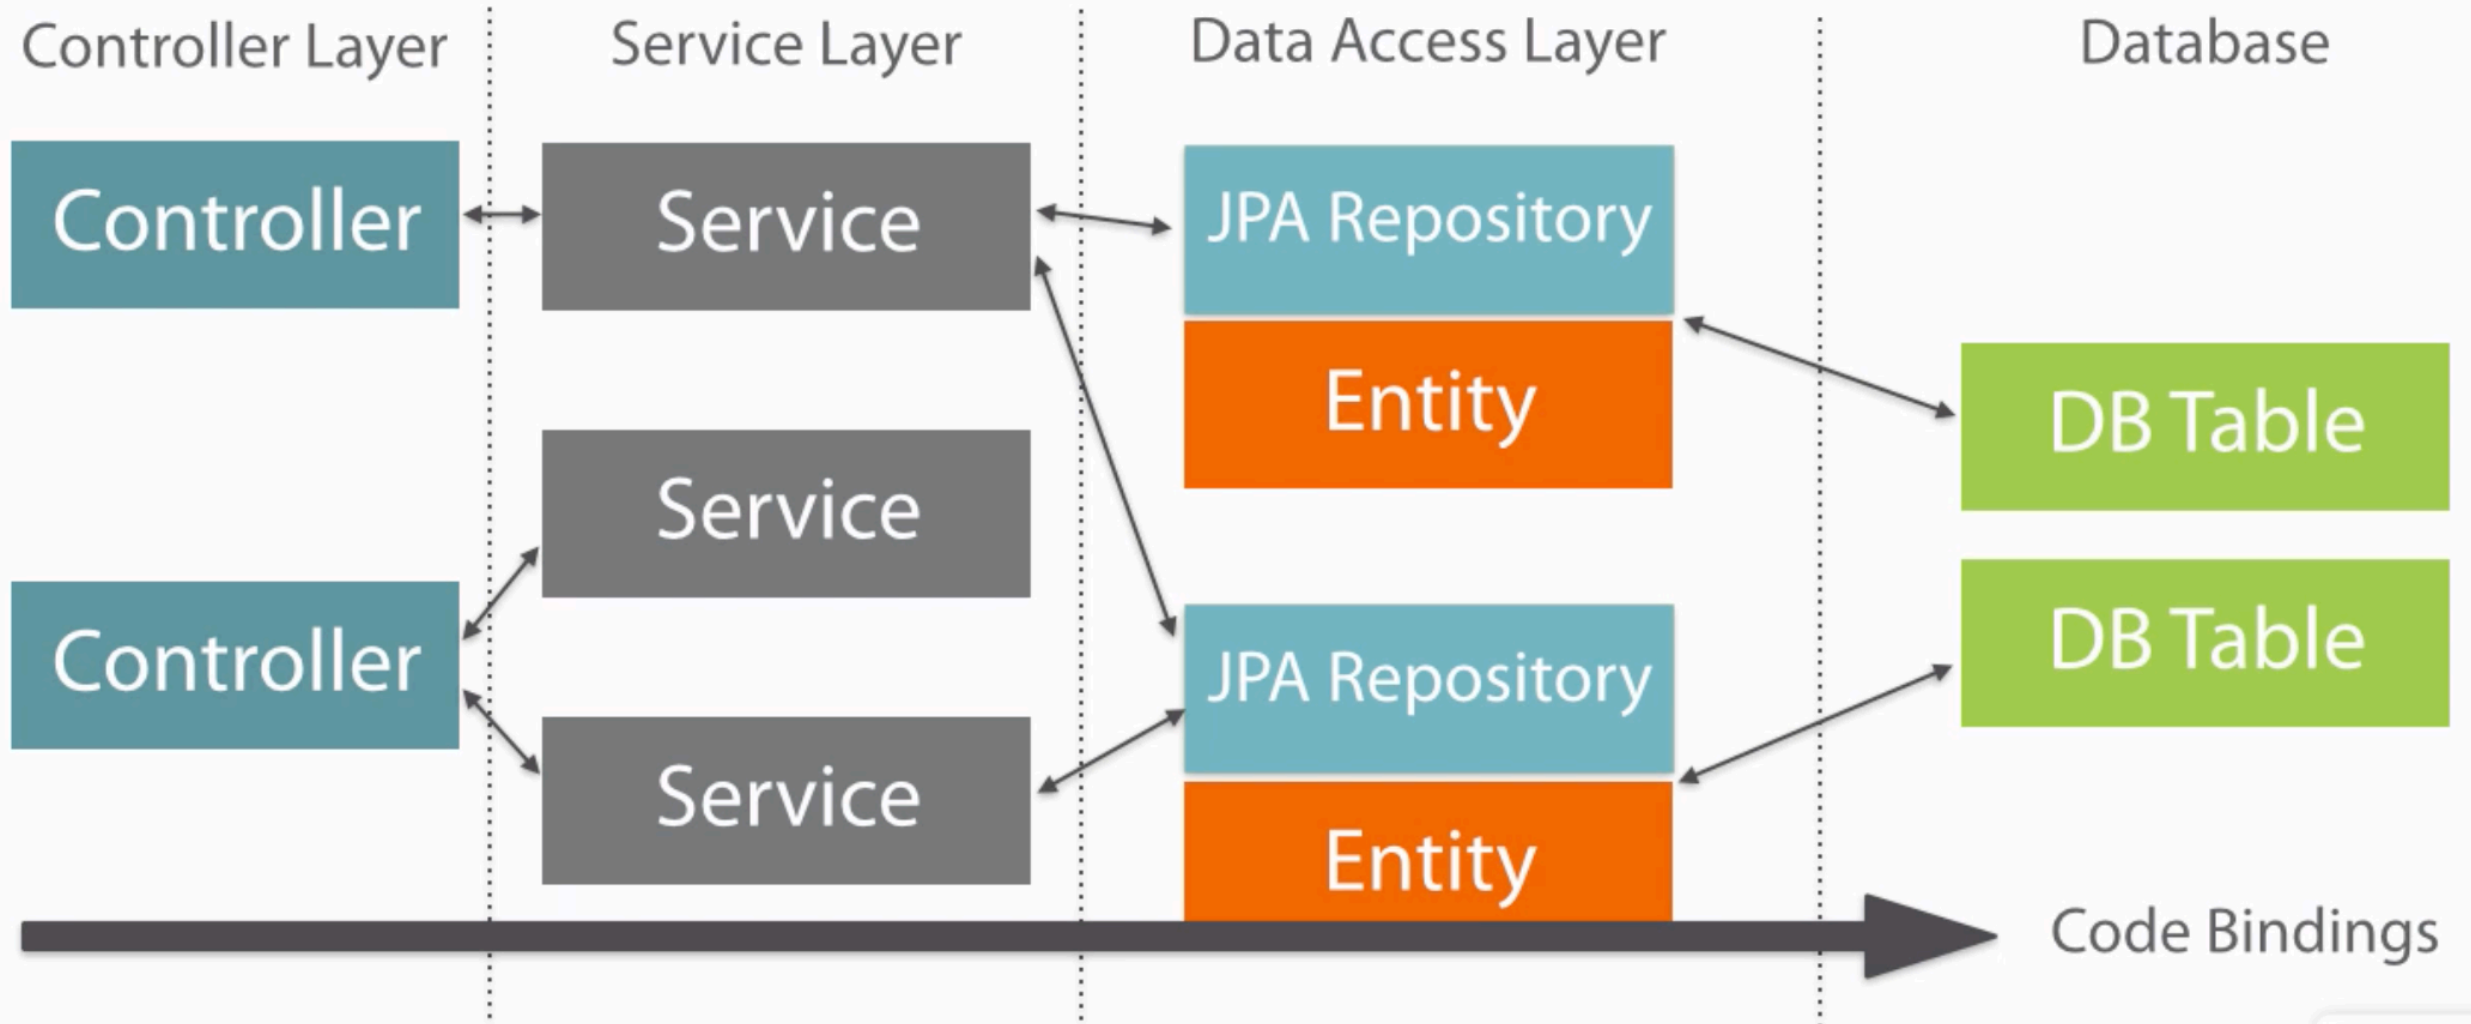 Controller Layer
Service Layer
Data Access Layer
Database
Controller
Service
JPA Repository
Entity
DB Table
Service
Controller
JPA Repository
DB Table
Service
Entity
Code Bindings